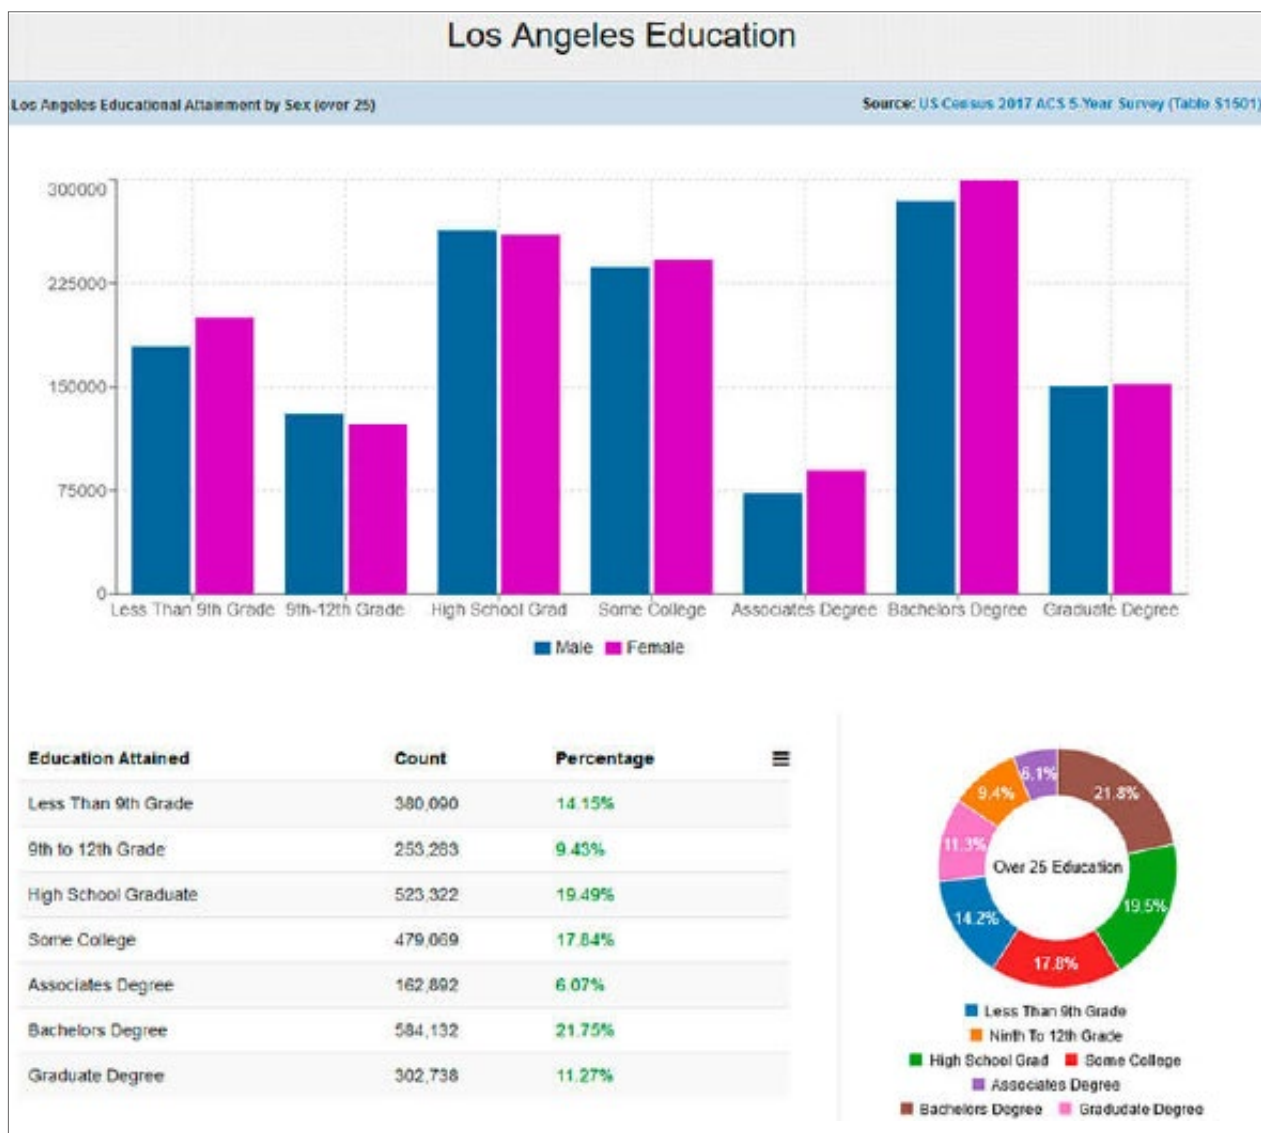 Los Angeles Education
Los Angeles Educational Attainment by Sex (over 25) Source: US Census 2017 ACS 5-Year Survey (Table S1501)
300000
225000
150000
75000
0
Less Than 9th Grade 9th-12th Grade High School Grad Some College Associates Degree Bachelors Degree Graduate Degree
Male Female
Education Attained Count Percentage
Less Than 9th Grade 380,090 14.15%
9th to 12th Grade 253,283 9.43%
High School Graduate 523,322 19.49%
Some College 479,069 17.84%
Associates Degree 162,892 6.07%
Bachelors Degree 584,132 21.75%
Graduate Degree 302,738 11.27%
6.1%
21.8%
9.4%
11.3%
Over 25 Education
14.2%
19.5%
17.8%
Less Than 9th Grade
Ninth To 12th Grade
High School Grad Some College
Associates Degree
Bachelors Degree Gradudate Degree